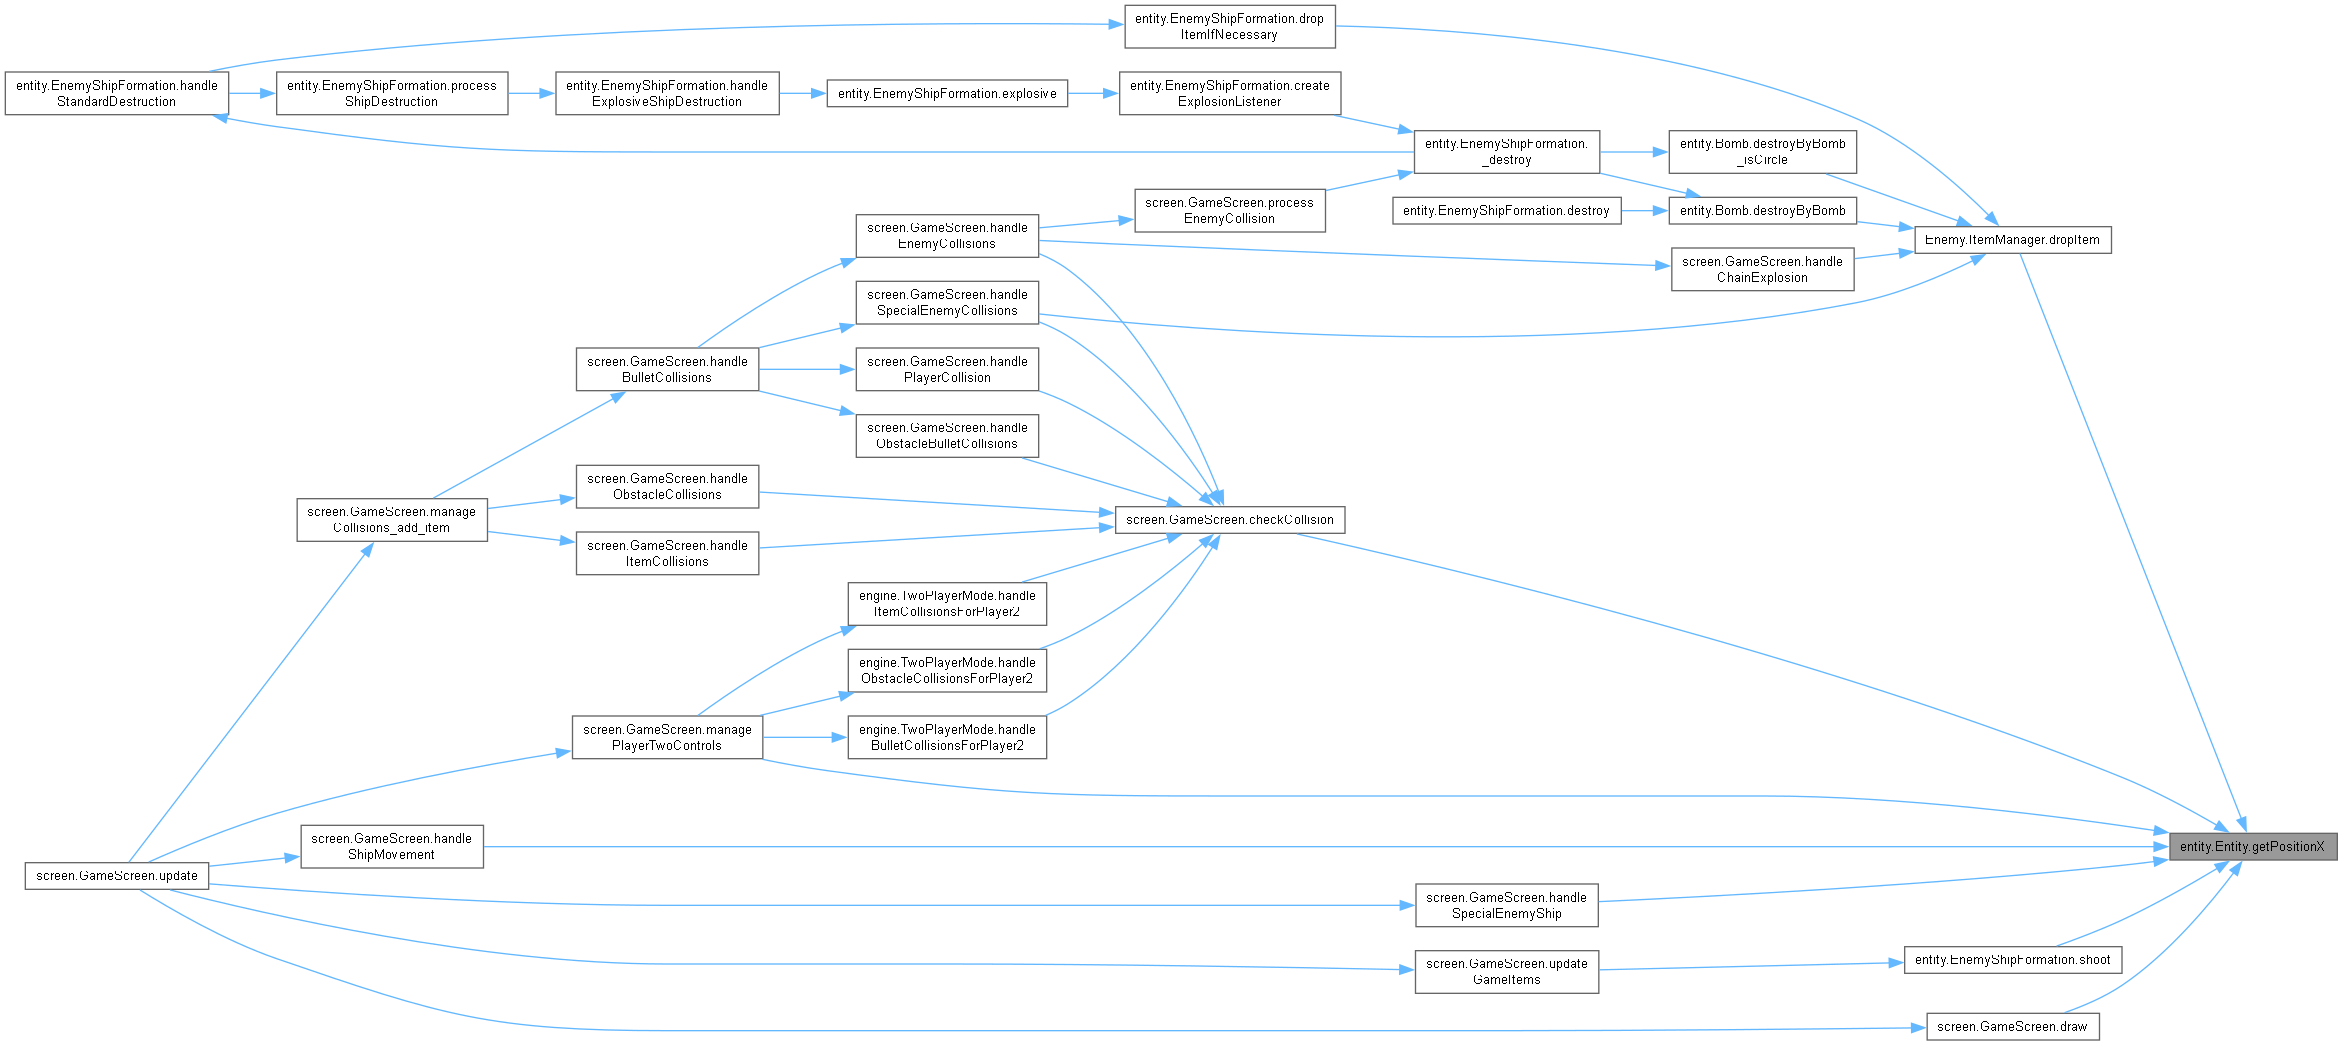 entity.EnemyShipFormation.drop
ItemIfNecessary
entity.EnemyShipFormation.handle
StandardDestruction
entity.EnemyShipFormation.process
ShipDestruction
entity.EnemyShipFormation.handle
ExplosiveShipDestruction
entity.EnemyShipFormation.explosive
entity.EnemyShipFormation.create
ExplosionListener
entity.EnemyShipFormation.
_destroy
entity.Bomb.destroyByBomb
_isCircle
screen.GameScreen.process
EnemyCollision
entity.EnemyShipFormation.destroy
entity.Bomb.destroyByBomb
Enemy.ItemManager.dropItem
screen.GameScreen.handle
EnemyCollisions
screen.GameScreen.handle
ChainExplosion
screen.GameScreen.handle
SpecialEnemyCollisions
screen.GameScreen.handle
BulletCollisions
screen.GameScreen.handle
PlayerCollision
screen.GameScreen.handle
ObstacleBulletCollisions
screen.GameScreen.handle
ObstacleCollisions
screen.GameScreen.manage
Collisions_add_item
screen.GameScreen.checkCollision
screen.GameScreen.handle
ItemCollisions
engine.TwoPlayerMode.handle
ItemCollisionsForPlayer2
engine.TwoPlayerMode.handle
ObstacleCollisionsForPlayer2
screen.GameScreen.manage
PlayerTwoControls
engine.TwoPlayerMode.handle
BulletCollisionsForPlayer2
screen.GameScreen.handle
ShipMovement
entity.Entity.getPositionX
screen.GameScreen.update
screen.GameScreen.handle
SpecialEnemyShip
screen.GameScreen.update
GameItems
entity.EnemyShipFormation.shoot
screen.GameScreen.draw